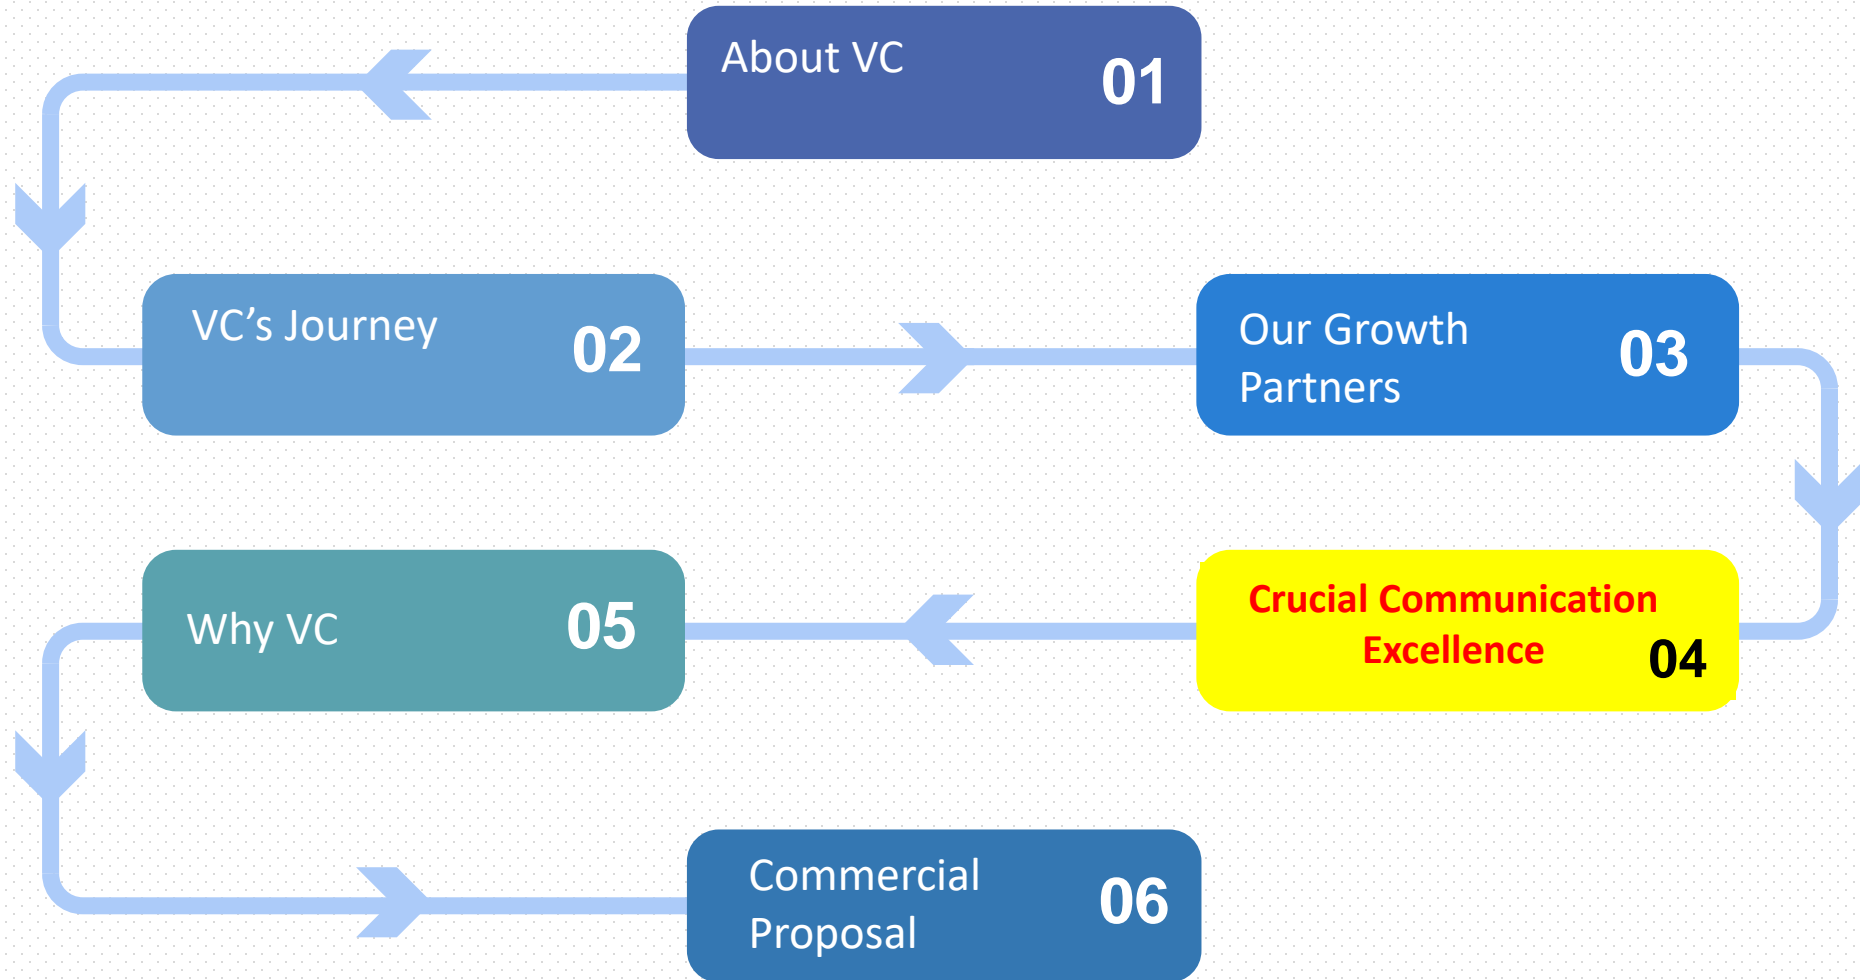 About VC
01
VC’s Journey
02
Our Growth
Partners
03
Crucial Communication
Excellence
04
Why VC
05
Commercial
Proposal
06